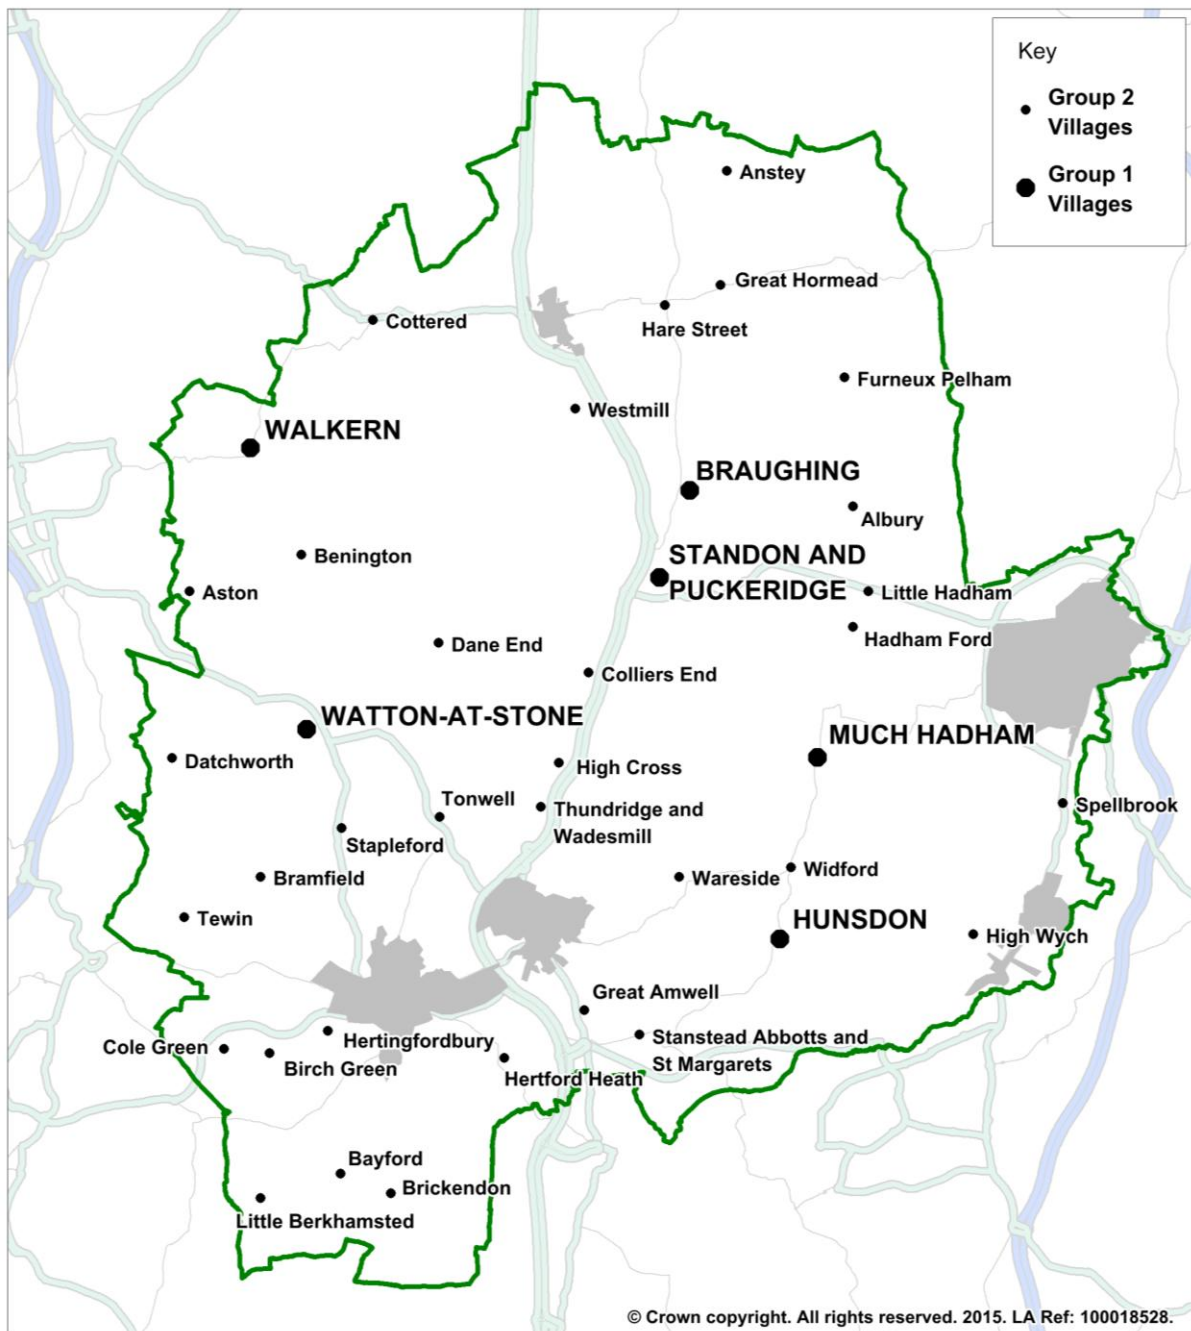 Key
Group 2
Villages
Group 1
Villages
Anstey
Great Hormead
Hare Street
Cottered
Furneux Pelham
Westmill
WALKERN
BRAUGHING
Albury
Benington
STANDON AND
PUCKERIDGE
Aston
Little Hadham
Hadham Ford
Dane End
Colliers End
WATTON-AT-STONE
MUCH HADHAM
Datchworth
High Cross
Tonwell
Spellbrook
Thundridge and
Wadesmill
Stapleford
Bramfield
Wareside
Widford
Tewin
HUNSDON
High Wych
Great Amwell
Hertingfordbury
Stanstead Abbotts and
St Margarets
Cole Green
Birch Green
Hertford Heath
Bayford
Brickendon
Little Berkhamsted
© Crown copyright. All rights reserved. 2015. LA Ref: 100018528.